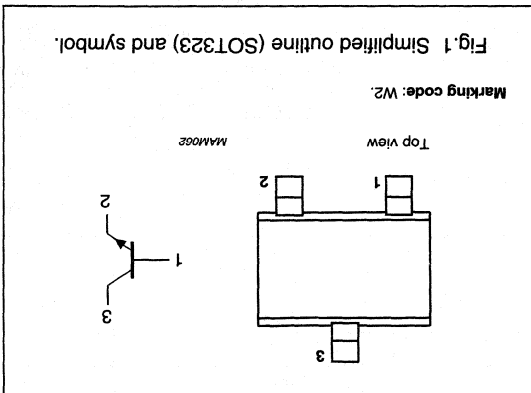 3
1
2
3
1
2
Top view
MAM062
Marking code: W2.
Fig.1 Simplified outline (SOT323) and symbol.